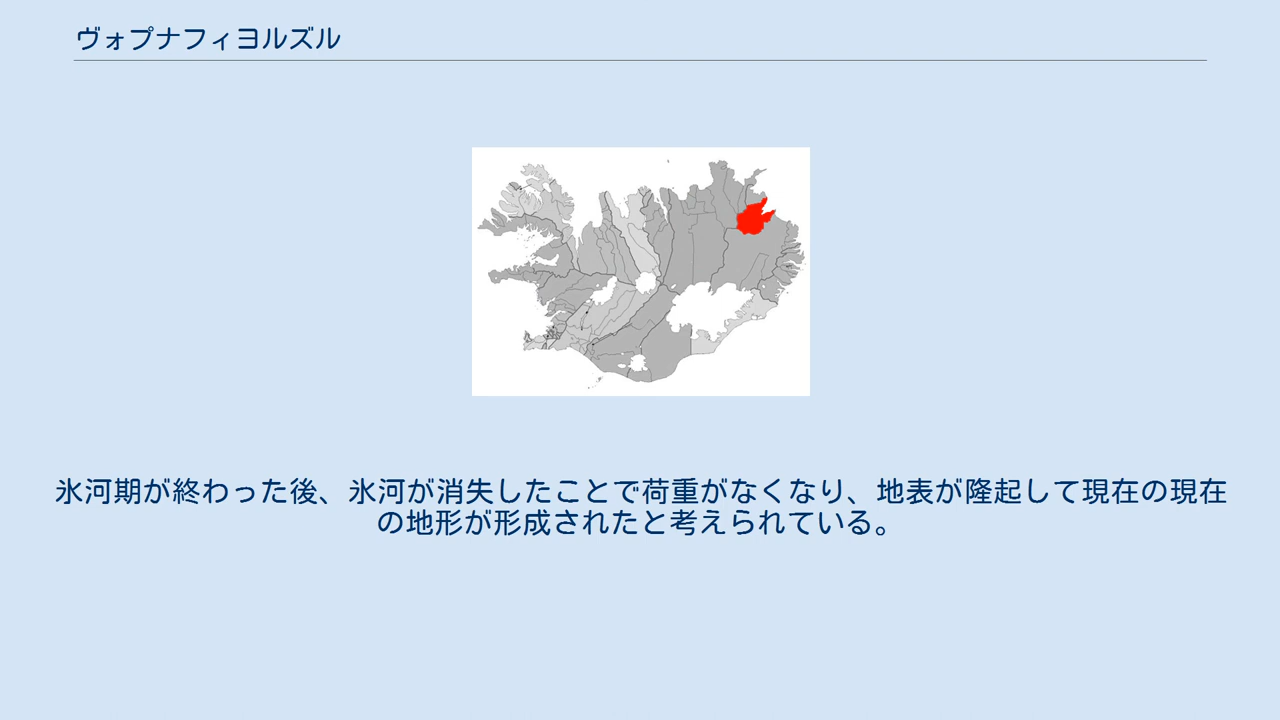 ヴォプナフィヨルズル
氷河期が終わった後、氷河が消失したことで荷重がなくなり、地表が隆起して現在の現在
の地形が形成されたと考えられている。